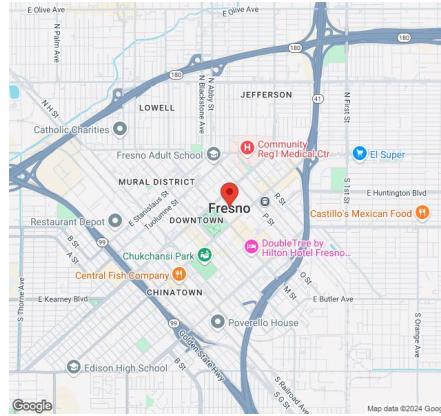 E Olive Ave
E Olive Ave
N Palm Ave
180
180
180
N Abby St
N Blackstone Ave
JEFFERSON
41
N First St
LOWELL
N H St
Catholic Charities
Community
Reg'l Medical Ctr
Fresno Adult School
El Super
MURAL DISTRICT
S 1st St
E Huntington Blvd
E Stanislaus St
Tuolumne St
R St
Fresno
P St
Castillo's Mexican Food
Restaurant Depot
DOWNTOWN
B St
A St
99
DoubleTree by
Hilton Hotel Fresno...
Chukchansi Park
Central Fish Company
O St
S Thorne Ave
E Kearney Blvd
CHINATOWN
M St
E Butler Ave
99
Poverello House
S Orange Ave
Golden State Hwy
Edison High School
B St
S Railroad Ave
Google
Map data ©2024 Goo